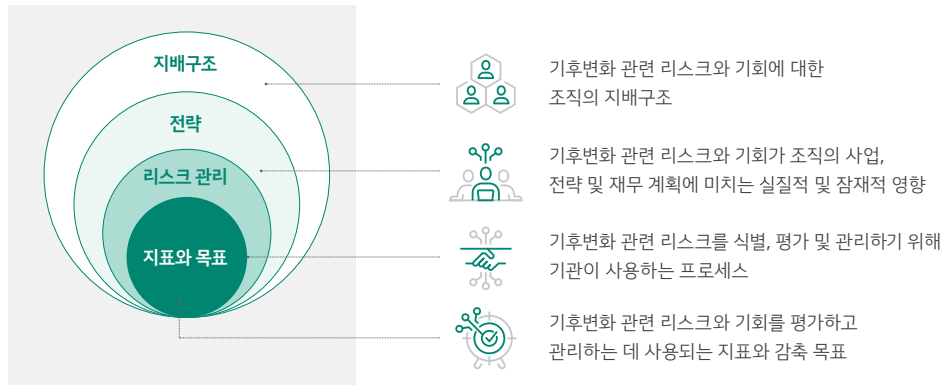 지배구조
전략
리스크 관리
지표와 목표
기후변화 관련 리스크와 기회에 대한
조직의 지배구조
기후변화 관련 리스크와 기회가 조직의 사업,
전략 및 재무 계획에 미치는 실질적 및 잠재적 영향
기후변화 관련 리스크를 식별, 평가 및 관리하기 위해
기관이 사용하는 프로세스
기후변화 관련 리스크와 기회를 평가하고
관리하는 데 사용되는 지표와 감축 목표